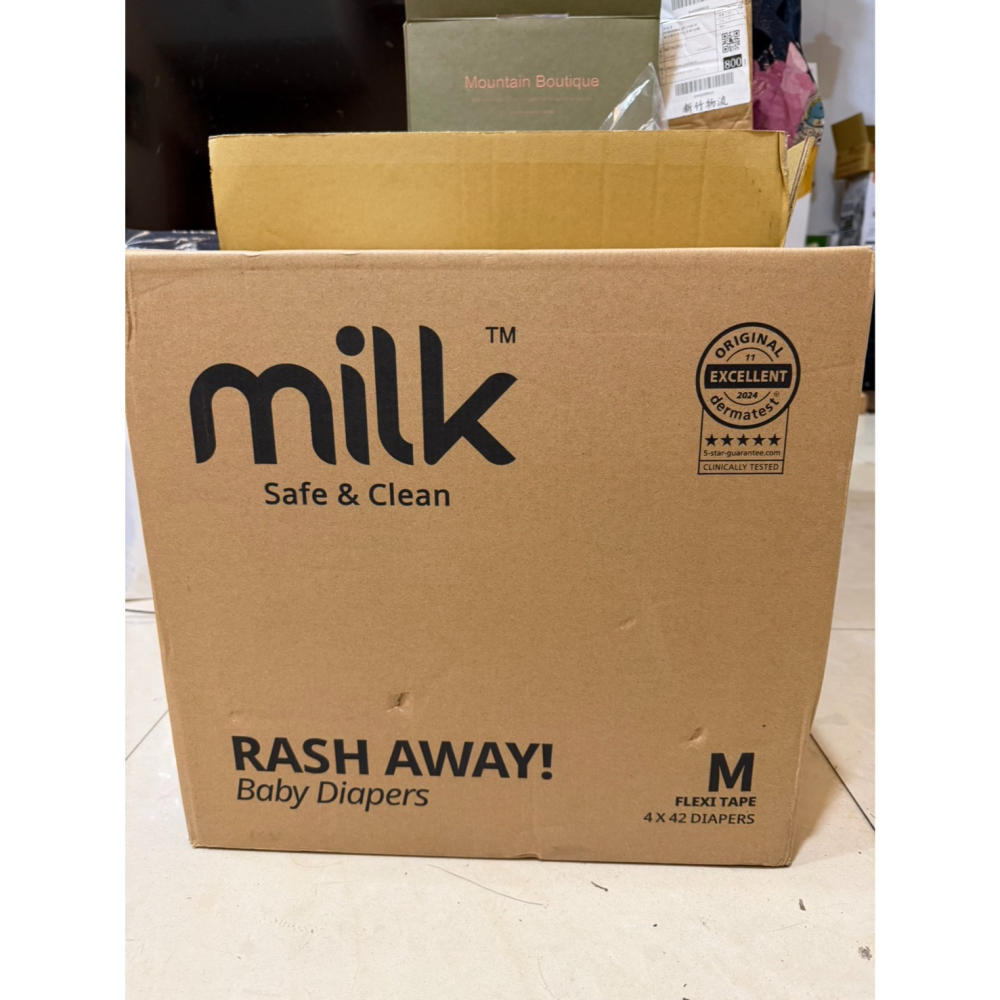 Mountain Boutique
800
新竹物流
milk™
Safe & Clean
ORIGINAL
11
EXCELLENT
2024
dermatest®
★★★★★
5-star-guarantee.com
CLINICALLY TESTED
RASH AWAY!
Baby Diapers
M
FLEXI TAPE
4 X 42 DIAPERS